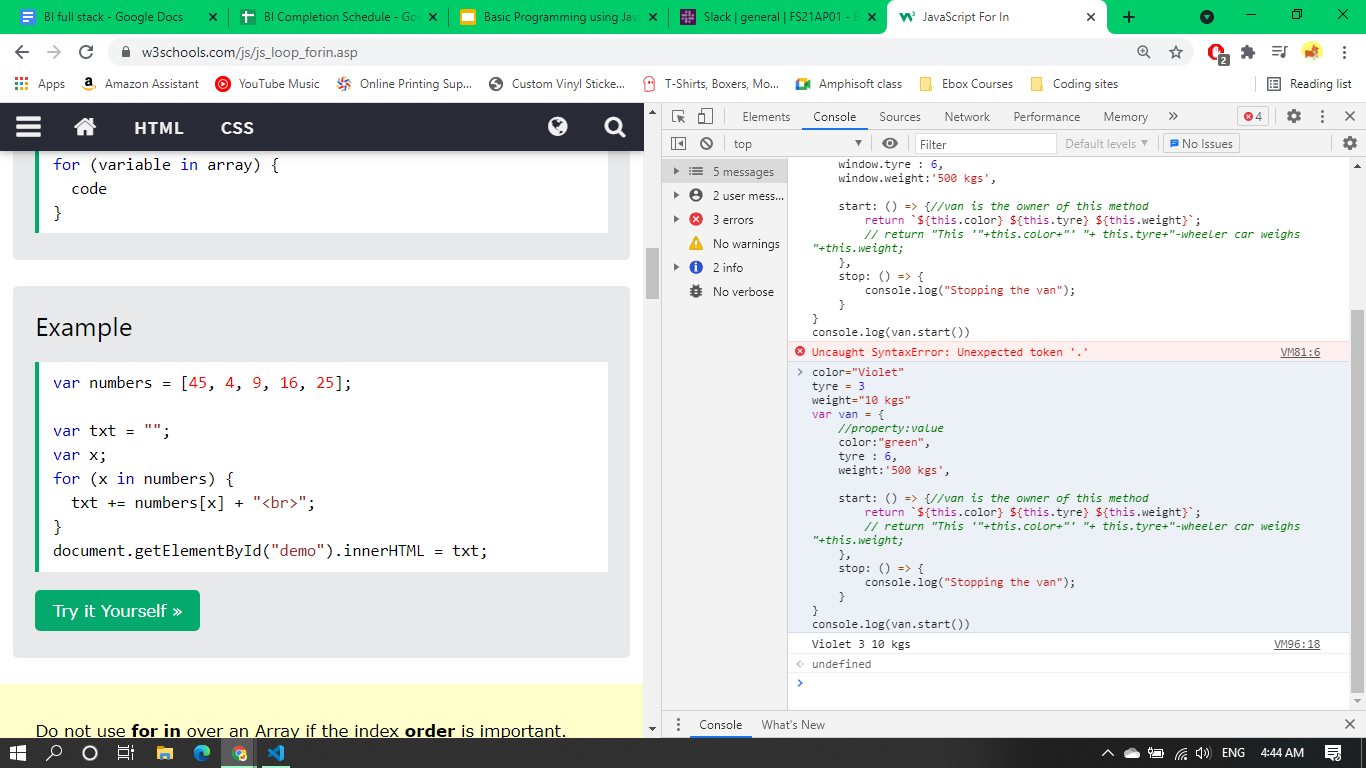 BI full stack - Google Docs
BI Completion Schedule - Go
Basic Programming using Jav
Slack | general | FS21AP01 - E
JavaScript For In
w3schools.com/js/js_loop_forin.asp
2
Apps
Amazon Assistant
YouTube Music
Online Printing Sup...
Custom Vinyl Sticke...
T-Shirts, Boxers, Mo...
Amphisoft class
Ebox Courses
Coding sites
Reading list
HTML
CSS
for (variable in array) {
code
}
Example
var numbers = [45, 4, 9, 16, 25];
var txt = "";
var x;
for (x in numbers) {
txt += numbers[x] + "<br>";
}
document.getElementById("demo").innerHTML = txt;
Try it Yourself »
Do not use for in over an Array if the index order is important.
Elements
Console
Sources
Network
Performance
Memory
»
4
top
Filter
Default levels
No Issues
5 messages
2 user mess...
3 errors
No warnings
2 info
No verbose
window.tyre : 6,
window.weight:'500 kgs',
start: () => {//van is the owner of this method
return `${this.color} ${this.tyre} ${this.weight}`;
// return "This '"+this.color+"' "+ this.tyre+"-wheeler car weighs
"+this.weight;
},
stop: () => {
console.log("Stopping the van");
}
}
console.log(van.start())
Uncaught SyntaxError: Unexpected token '.'
VM81:6
color="Violet"
tyre = 3
weight="10 kgs"
var van = {
//property:value
color:"green",
tyre : 6,
weight:'500 kgs',
start: () => {//van is the owner of this method
return `${this.color} ${this.tyre} ${this.weight}`;
// return "This '"+this.color+"' "+ this.tyre+"-wheeler car weighs
"+this.weight;
},
stop: () => {
console.log("Stopping the van");
}
}
console.log(van.start())
Violet 3 10 kgs
VM96:18
undefined
Console
What's New
ENG
4:44 AM